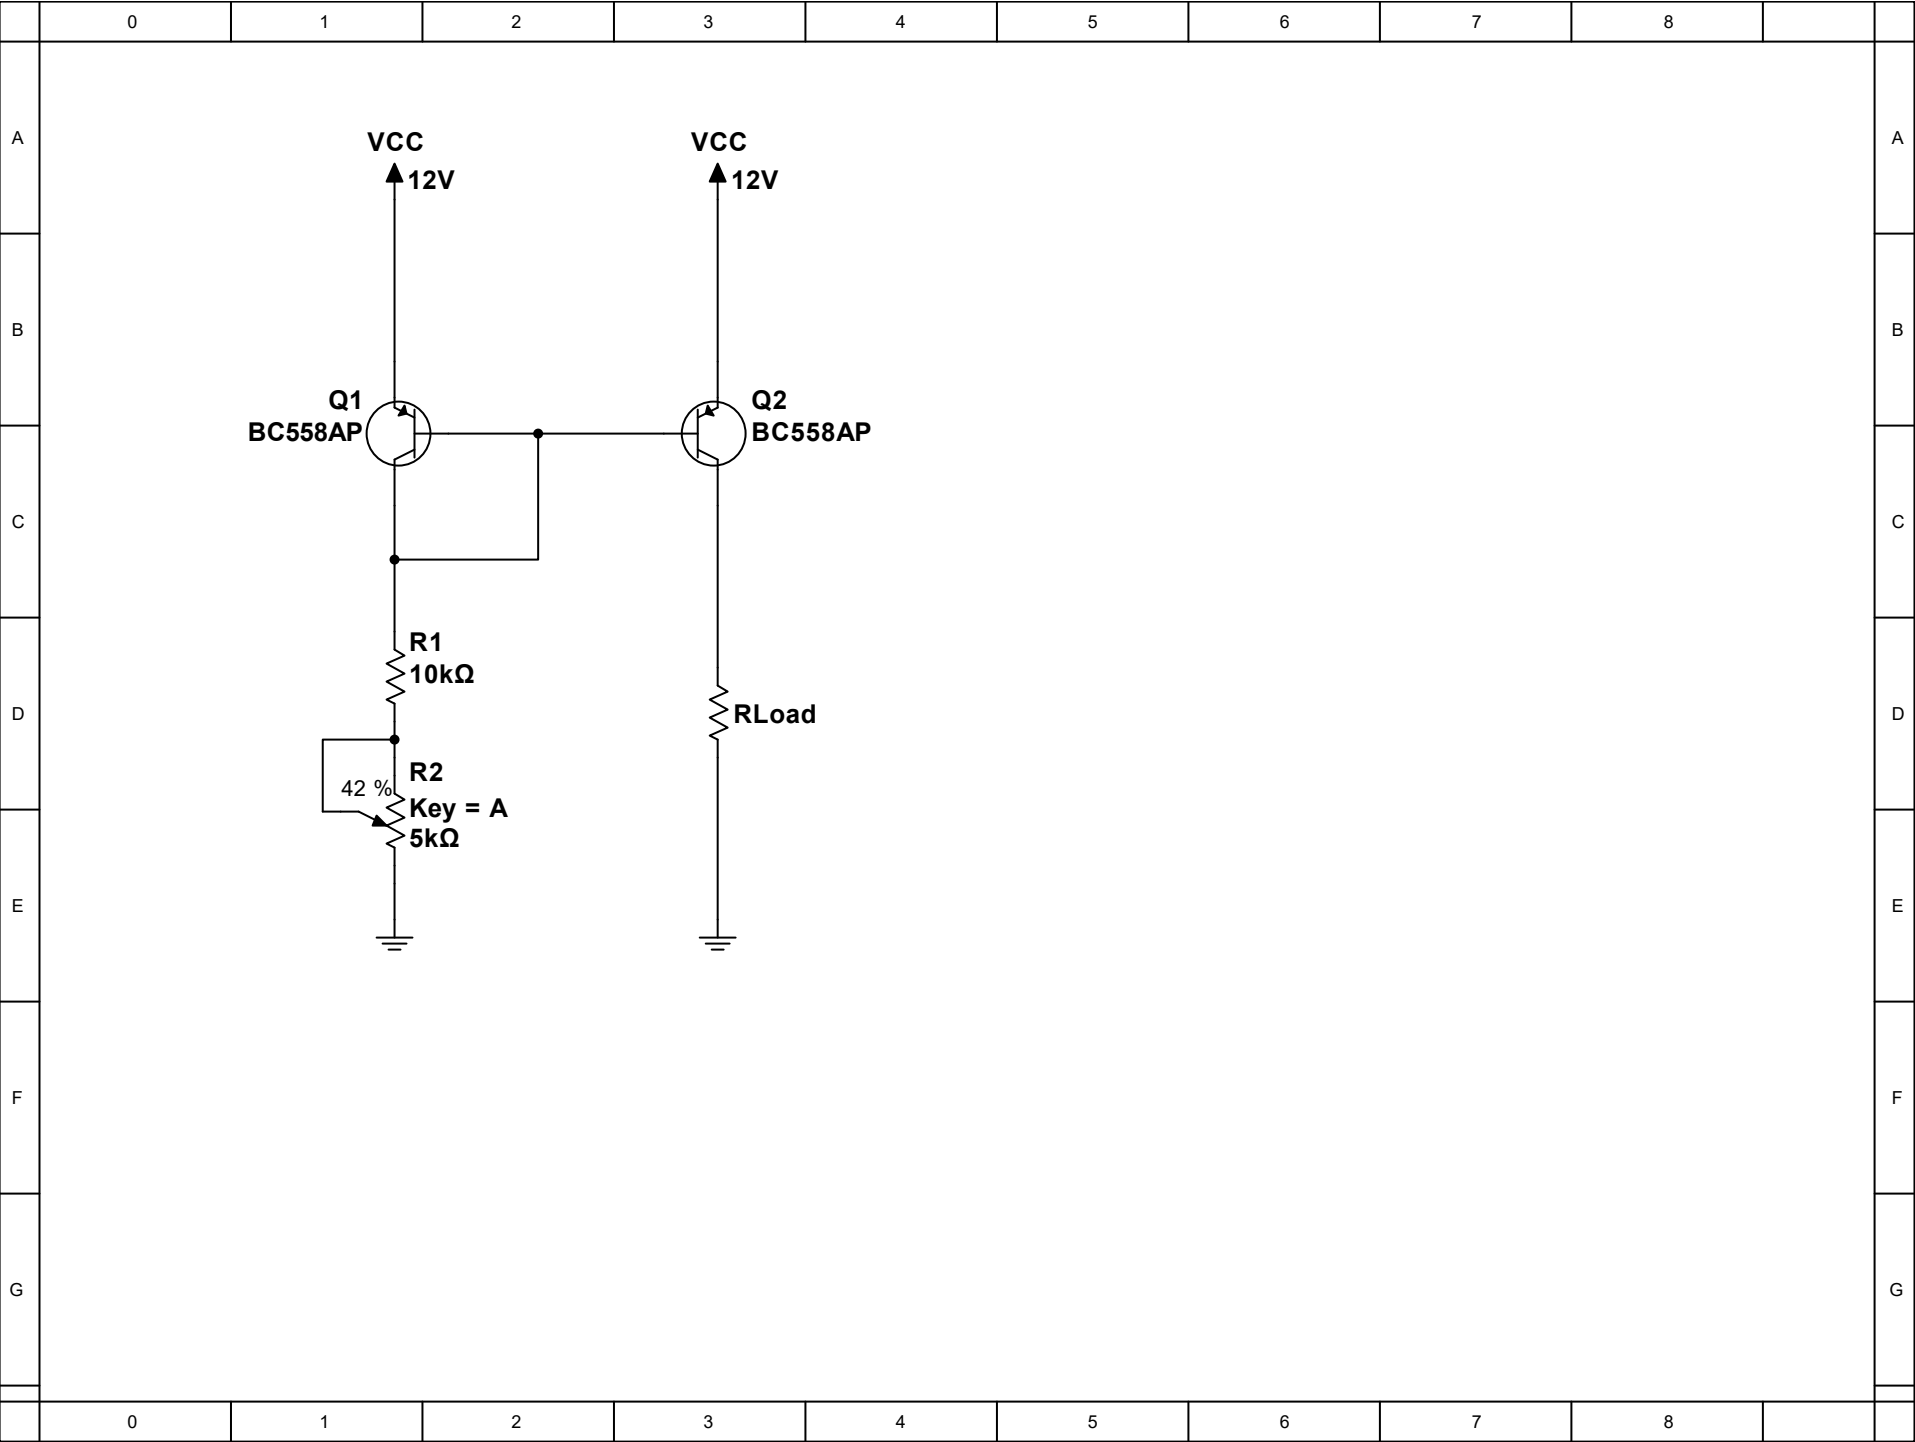 0 1 2 3 4 5 6 7 8
A A
VCC VCC
12V 12V
B B
Q1 Q2
BC558AP BC558AP
C C
R1
10kΩ
D RLoad D
R2
42 %
Key = A
5kΩ
E E
F F
G G
0 1 2 3 4 5 6 7 8